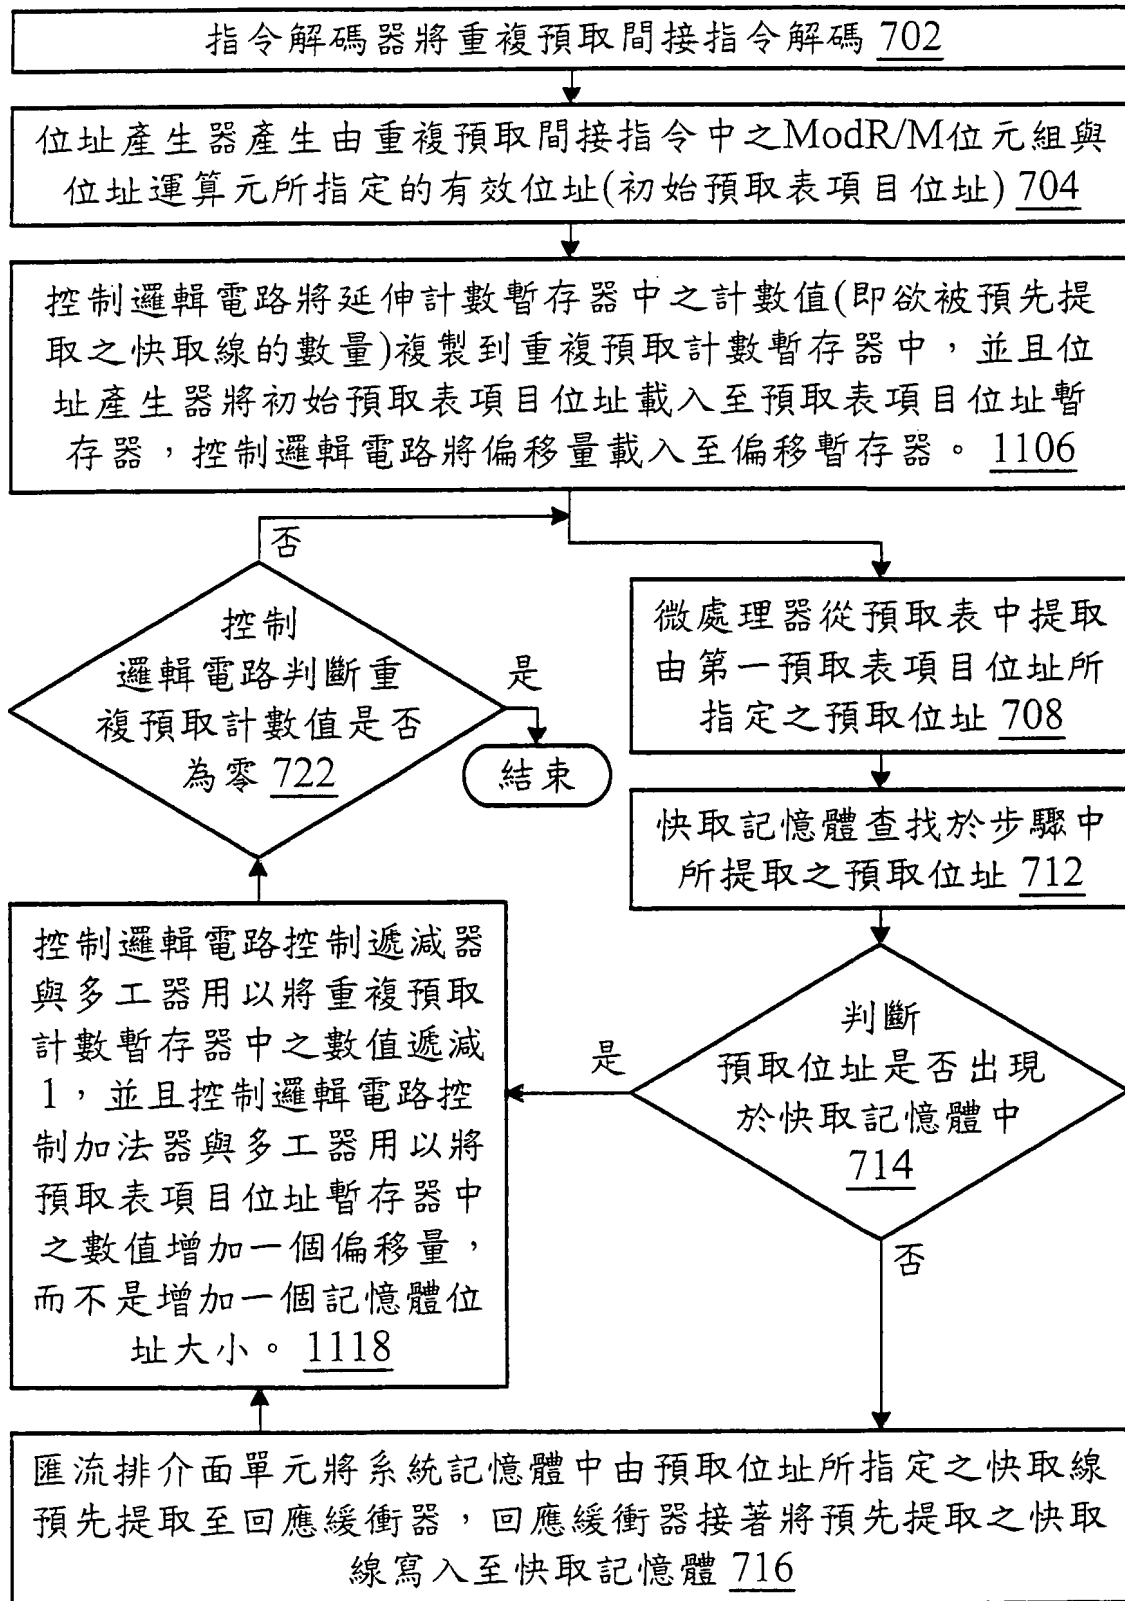 指令解碼器將重複預取間接指令解碼 702
位址產生器產生由重複預取間接指令中之ModR/M位元組與
位址運算元所指定的有效位址(初始預取表項目位址) 704
控制邏輯電路將延伸計數暫存器中之計數值(即欲被預先提
取之快取線的數量)複製到重複預取計數暫存器中，並且位
址產生器將初始預取表項目位址載入至預取表項目位址暫
存器，控制邏輯電路將偏移量載入至偏移暫存器。 1106
否
控制
邏輯電路判斷重
複預取計數值是否
為零 722
是
結束
微處理器從預取表中提取
由第一預取表項目位址所
指定之預取位址 708
快取記憶體查找於步驟中
所提取之預取位址 712
判斷
預取位址是否出現
於快取記憶體中
714
是
否
控制邏輯電路控制遞減器
與多工器用以將重複預取
計數暫存器中之數值遞減
1，並且控制邏輯電路控
制加法器與多工器用以將
預取表項目位址暫存器中
之數值增加一個偏移量，
而不是增加一個記憶體位
址大小。 1118
匯流排介面單元將系統記憶體中由預取位址所指定之快取線
預先提取至回應緩衝器，回應緩衝器接著將預先提取之快取
線寫入至快取記憶體 716